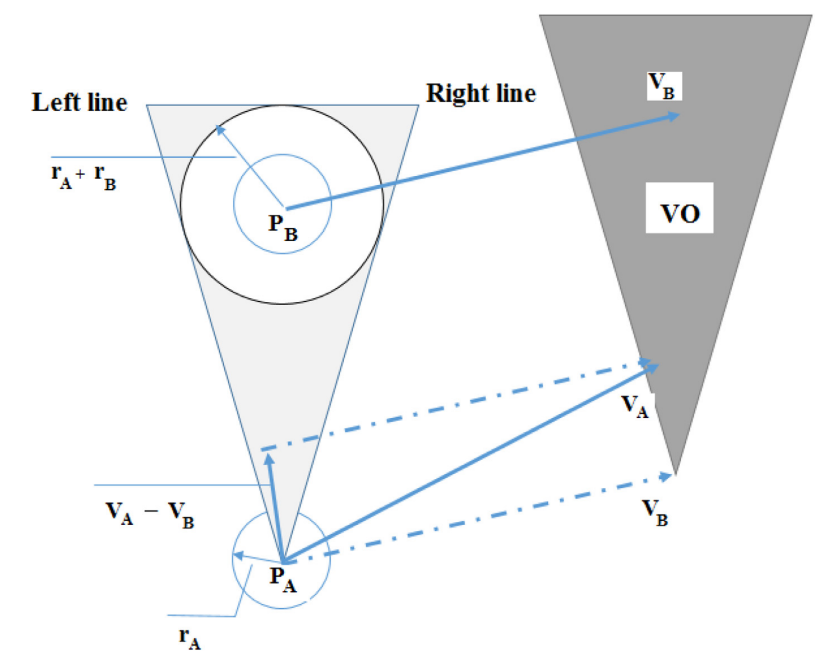 V_B
Left line
Right line
r_A + r_B
P_B
VO
V_A
V_A − V_B
V_B
P_A
r_A